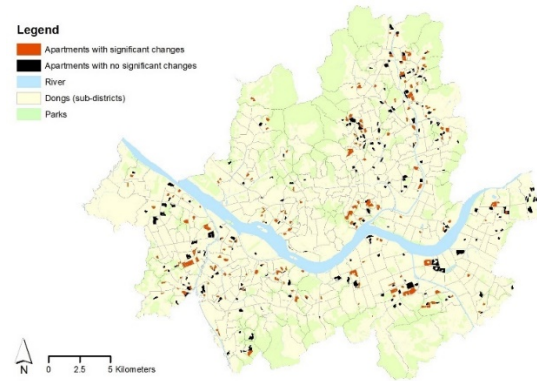 Legend
Apartments with significant changes
Apartments with no significant changes
River
Dongs (sub-districts)
Parks
N
0 2.5 5 Kilometers